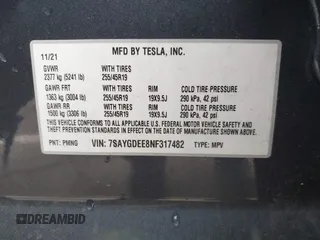 MFD BY TESLA, INC.
11/21
GVWR WITH TIRES
2377 kg (5241 lb) 255/45R19
GAWR FRT WITH TIRES RIM COLD TIRE PRESSURE
1363 kg (3004 lb) 255/45R19 19X9.5J 290 kPa, 42 psi
GAWR RR WITH TIRES RIM COLD TIRE PRESSURE
1500 kg (3306 lb) 255/45R19 19X9.5J 290 kPa, 42 psi
THIS VEHICLE CONFORMS TO ALL APPLICABLE FEDERAL MOTOR VEHICLE
SAFETY, BUMPER, AND THEFT PREVENTION STANDARDS IN EFFECT ON THE
DATE OF MANUFACTURE SHOWN ABOVE.
PNT: PMNG VIN: 7SAYGDEE8NF317482 TYPE: MPV
DREAMBID